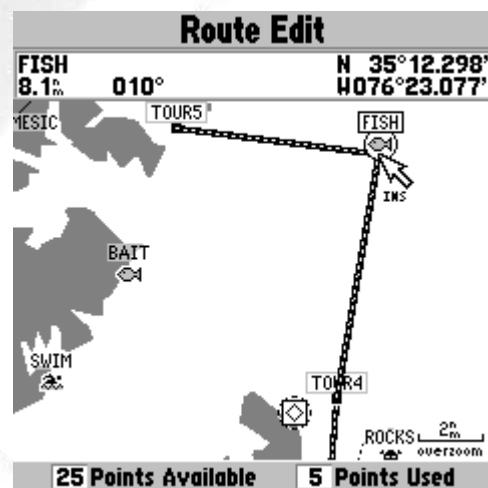 Route Edit
FISH N 35°12.298'
8.1nm 010° W076°23.077'
MESIC
TOUR5
FISH
INS
BAIT
SWIM
TOUR4
ROCKS
2nm
overzoom
25 Points Available 5 Points Used